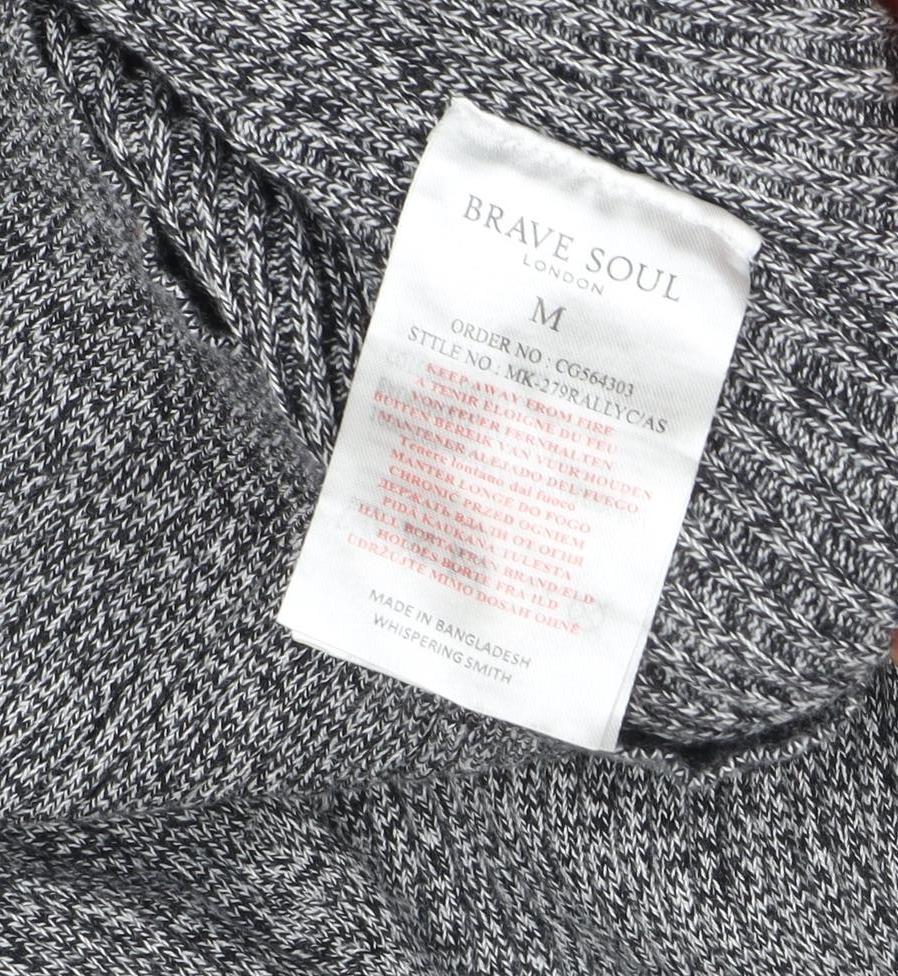 BRAVE SOUL
LONDON
M
ORDER NO : CG564303
STTLE NO : MK-279RALLYC/AS
KEEP AWAY FROM FIRE
A TENIR ELOIGNE DU FEU
VON FEUER FERNHALTEN
BUITEN BEREIK VAN VUUR HOUDEN
MANTENER ALEJADO DEL FUEGO
Tenere lontano dal fuoco
MANTER LONGE DO FOGO
CHRONIC PRZED OGNIEM
ДЕРЖАТЬ ВДАЛИ ОТ ОГНЯ
PIDÄ KAUKANA TULESTA
HÅLL BORTA FRÅN BRAND/ELD
HOLDES BORTE FRA ILD
UDRŽUJTE MIMO DOSAH OHNĚ
MADE IN BANGLADESH
WHISPERING SMITH